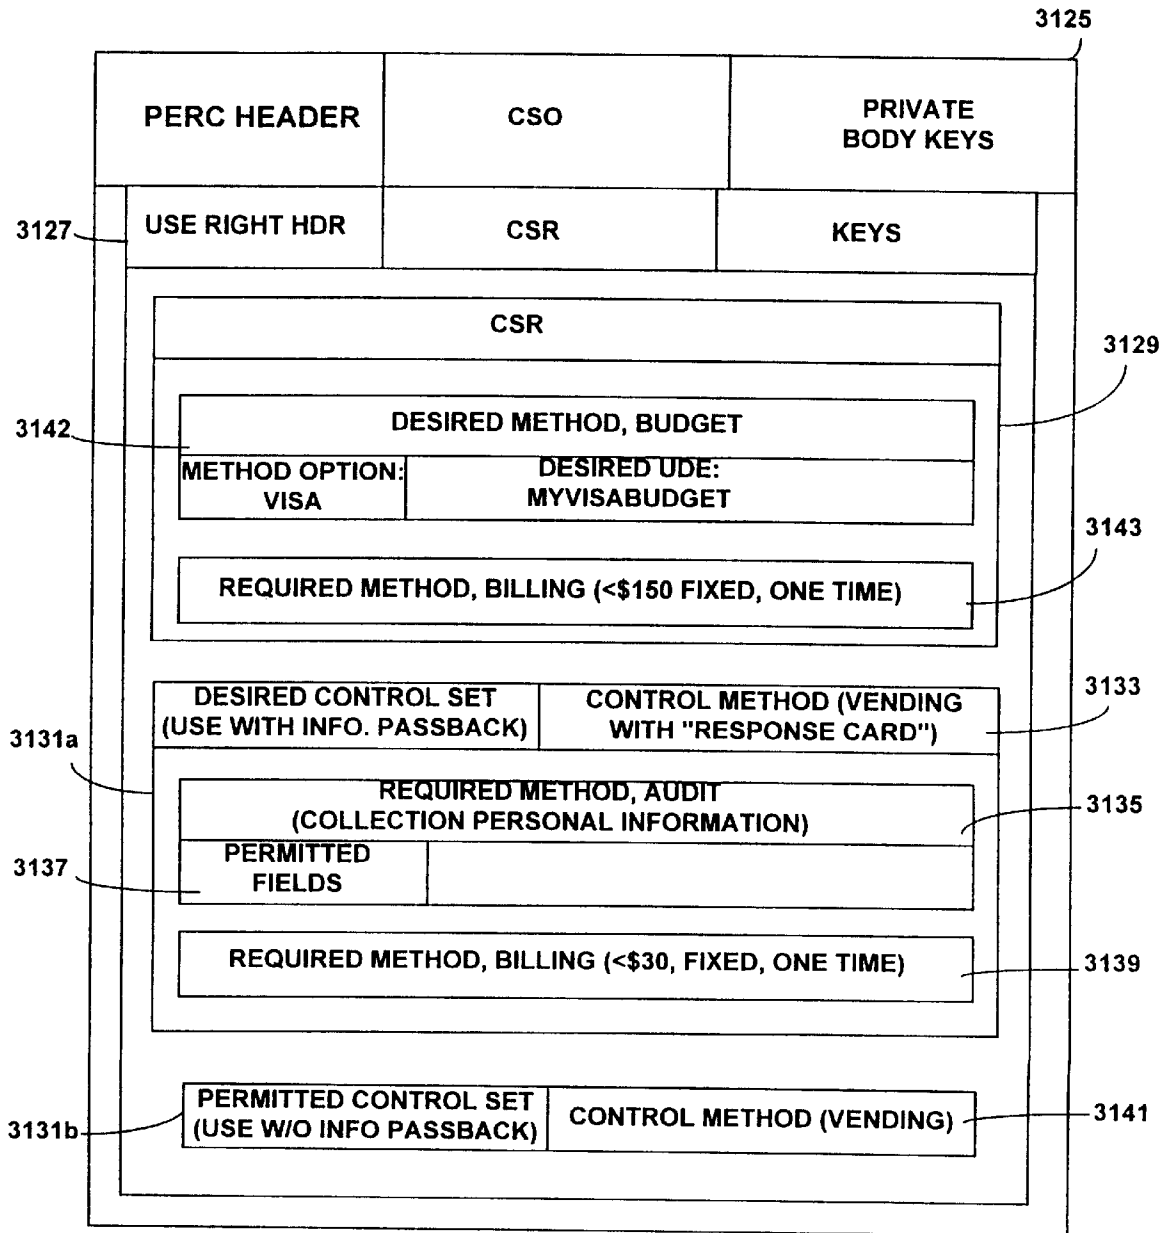 3125
PERC HEADER
CSO
PRIVATE
BODY KEYS
3127
USE RIGHT HDR
CSR
KEYS
CSR
3129
3142
DESIRED METHOD, BUDGET
METHOD OPTION:
VISA
DESIRED UDE:
MYVISABUDGET
3143
REQUIRED METHOD, BILLING (<$150 FIXED, ONE TIME)
DESIRED CONTROL SET
(USE WITH INFO. PASSBACK)
CONTROL METHOD (VENDING
WITH "RESPONSE CARD")
3133
3131a
REQUIRED METHOD, AUDIT
(COLLECTION PERSONAL INFORMATION)
3135
3137
PERMITTED
FIELDS
REQUIRED METHOD, BILLING (<$30, FIXED, ONE TIME)
3139
3131b
PERMITTED CONTROL SET
(USE W/O INFO PASSBACK)
CONTROL METHOD (VENDING)
3141